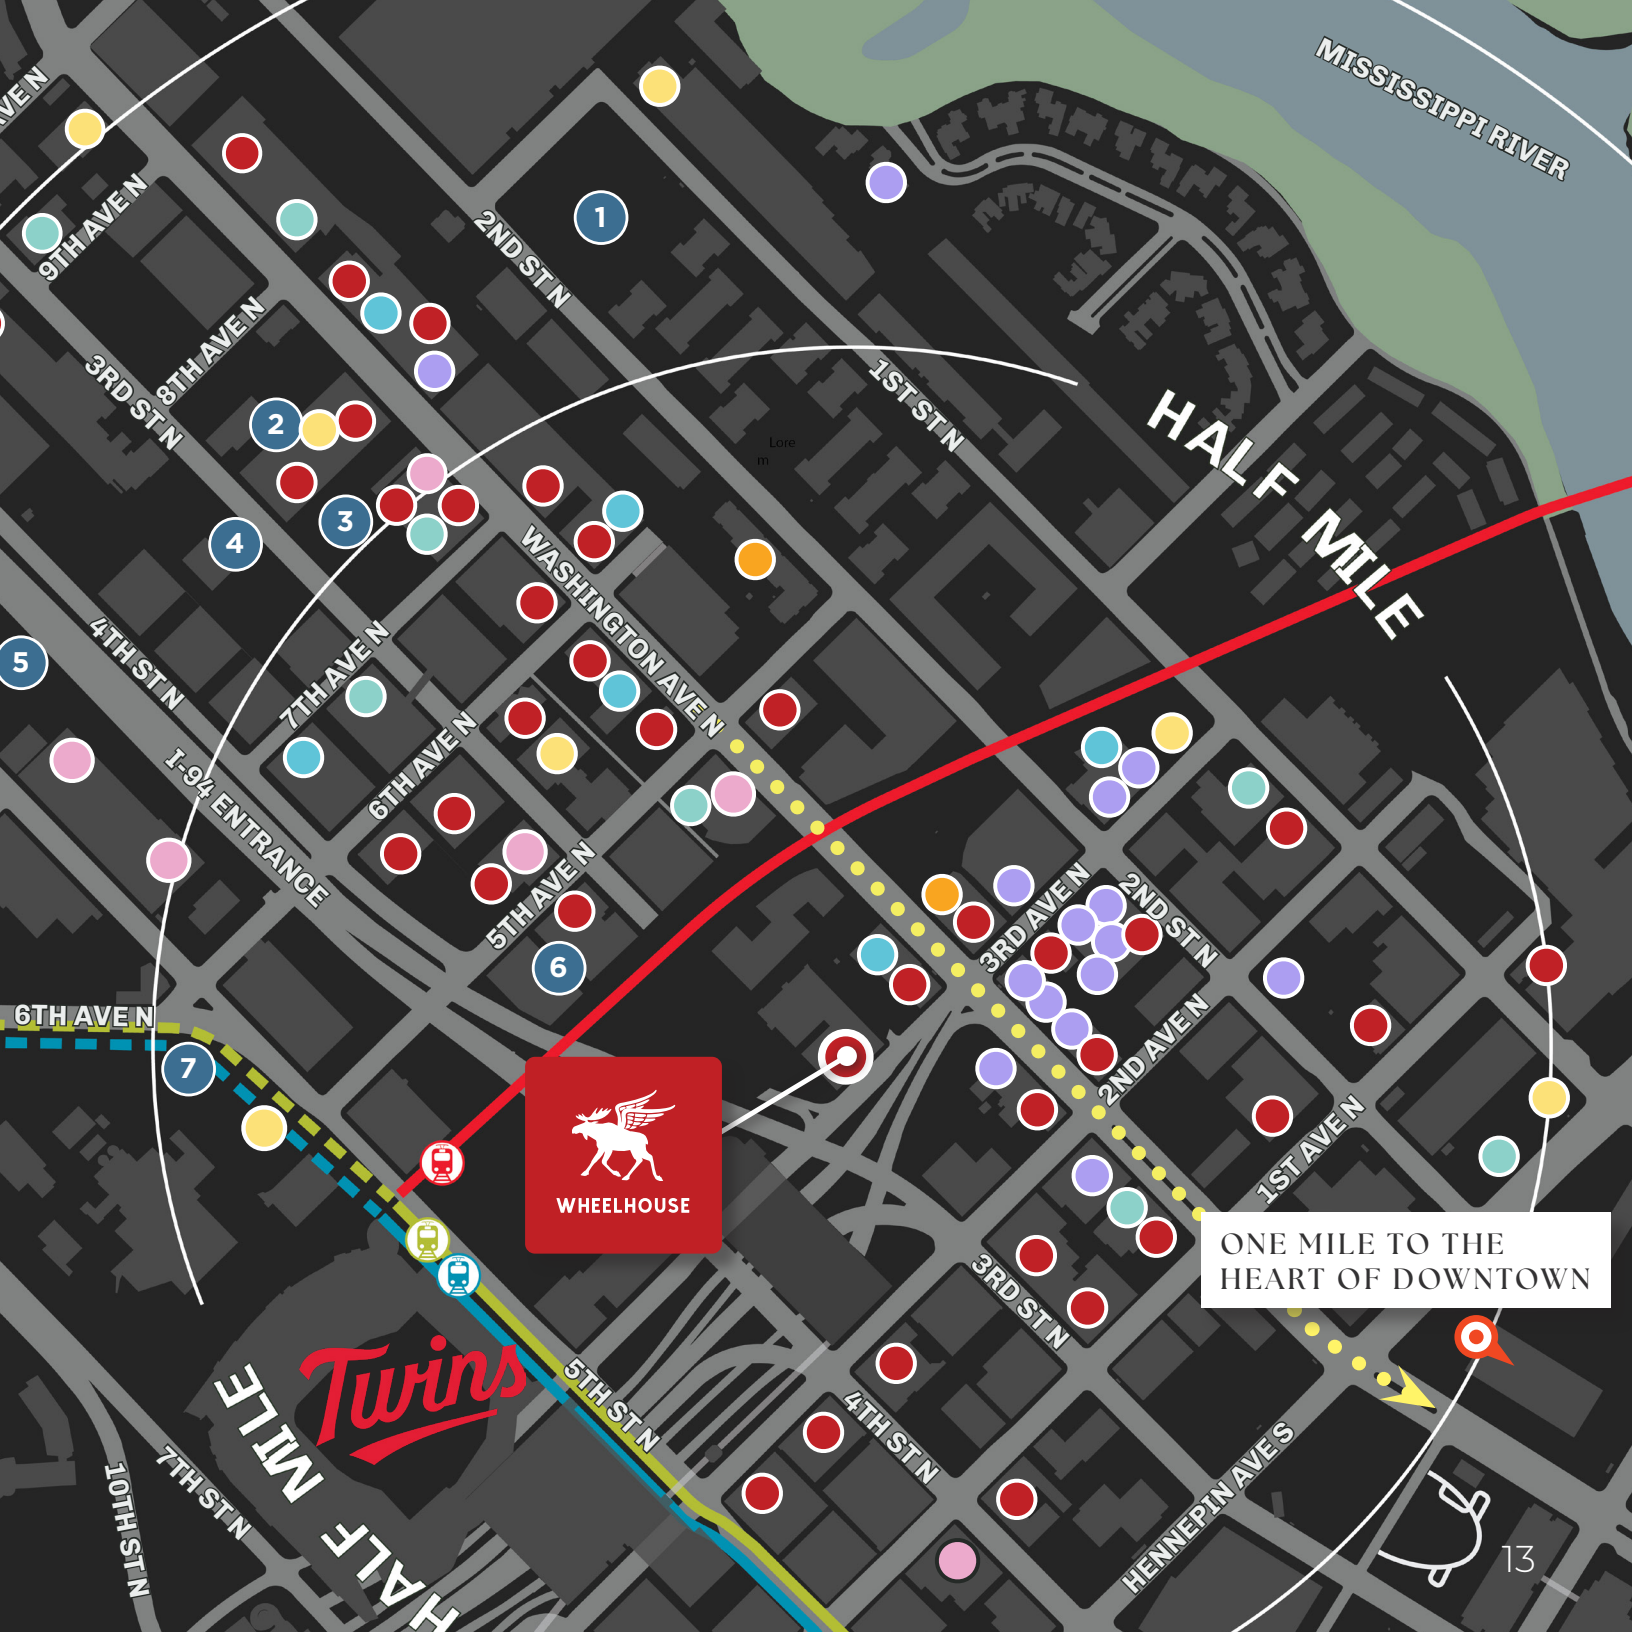 MISSISSIPPI RIVER
AVE N
9TH AVE N
1
2ND ST N
8TH AVE N
3RD ST N
1ST ST N
2
HALF MILE
Lore
m
3
4
WASHINGTON AVE N
5
4TH ST N
7TH AVE N
6TH AVE N
I-94 ENTRANCE
5TH AVE N
6
3RD AVE N
2ND ST N
6TH AVE N
7
2ND AVE N
1ST AVE N
WHEELHOUSE
ONE MILE TO THE
HEART OF DOWNTOWN
3RD ST N
Twins
5TH ST N
4TH ST N
HALF MILE
7TH ST N
10TH ST N
HENNEPIN AVE S
13